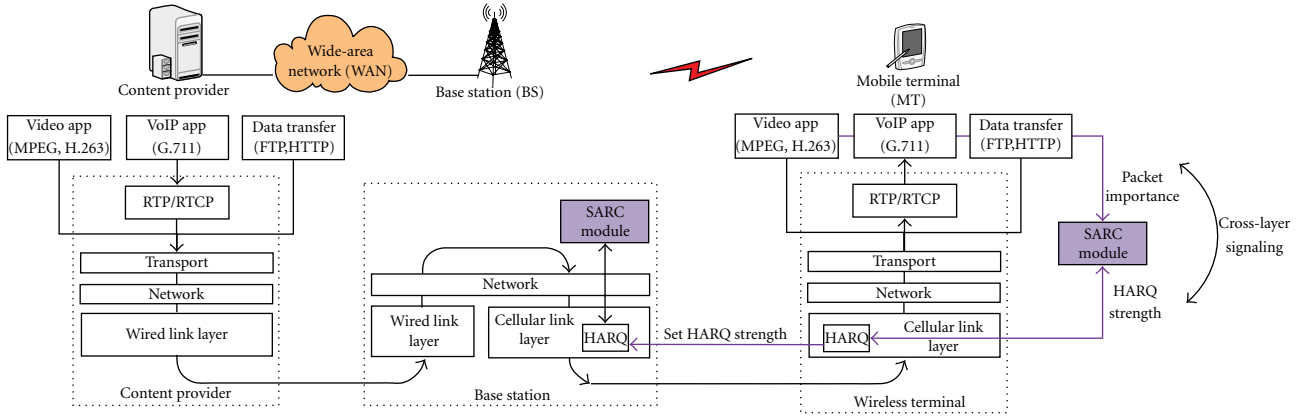 Wide-area
network (WAN)
Content provider
Base station (BS)
Mobile terminal
(MT)
Video app
(MPEG, H.263)
VoIP app
(G.711)
Data transfer
(FTP,HTTP)
RTP/RTCP
Transport
Network
Wired link layer
Content provider
SARC
module
Network
Wired link
layer
Cellular link
layer
HARQ
Base station
Set HARQ strength
Video app
(MPEG, H.263)
VoIP app
(G.711)
Data transfer
(FTP,HTTP)
RTP/RTCP
Transport
Network
HARQ
Cellular link
layer
Wireless terminal
Packet
importance
SARC
module
HARQ
strength
Cross-layer
signaling